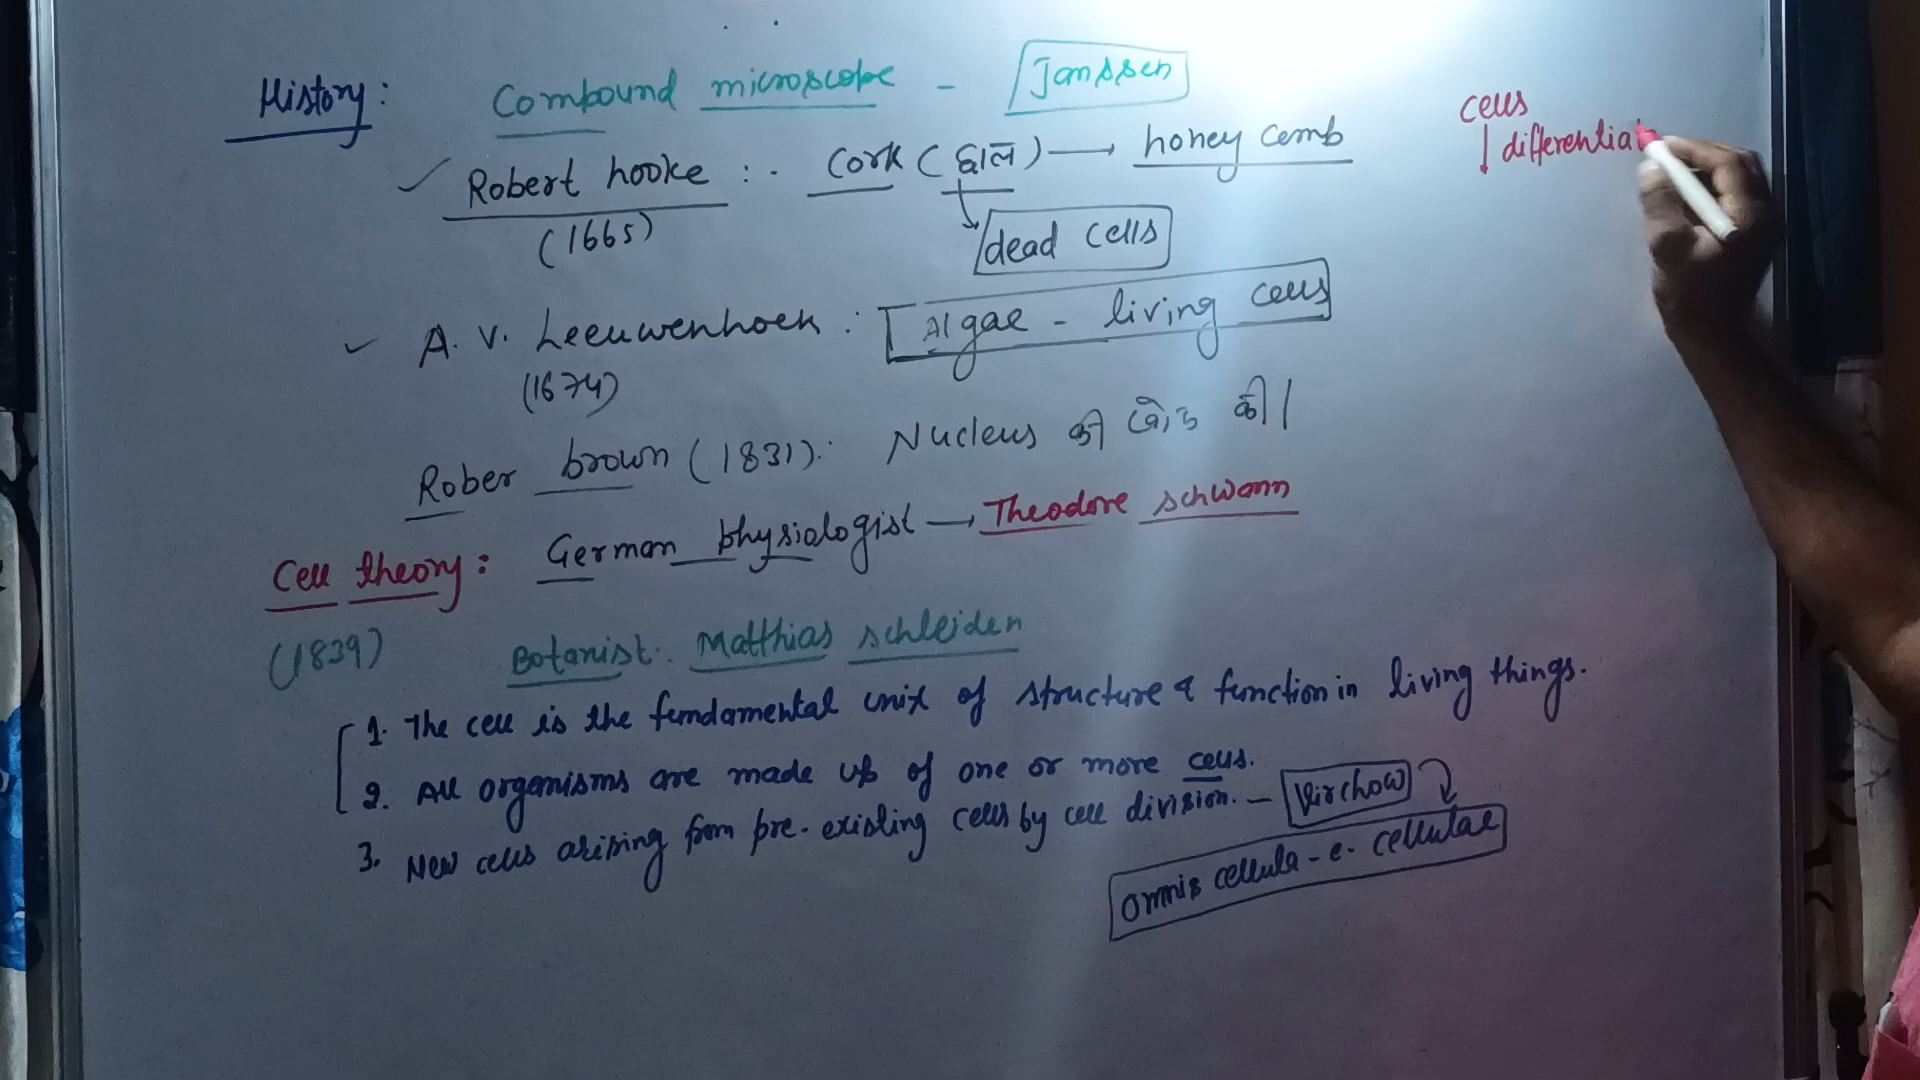 History: Compound microscope - Janssen
Robert hooke :- Cork (छाल) → honey comb
(1665)
dead cells
A. V. Leeuwenhoek : Algae - living cells
(1674)
Rober brown (1831): Nucleus की खोज की।
Cell theory: German physiologist → Theodore schwann
(1839)
Botanist: Matthias schleiden
1. The cell is the fundamental unit of structure & function in living things.
2. All organisms are made up of one or more cells.
3. New cells arising from pre-existing cells by cell division. - Virchow
omnis cellula-e-cellulae
cells
↓ differentia